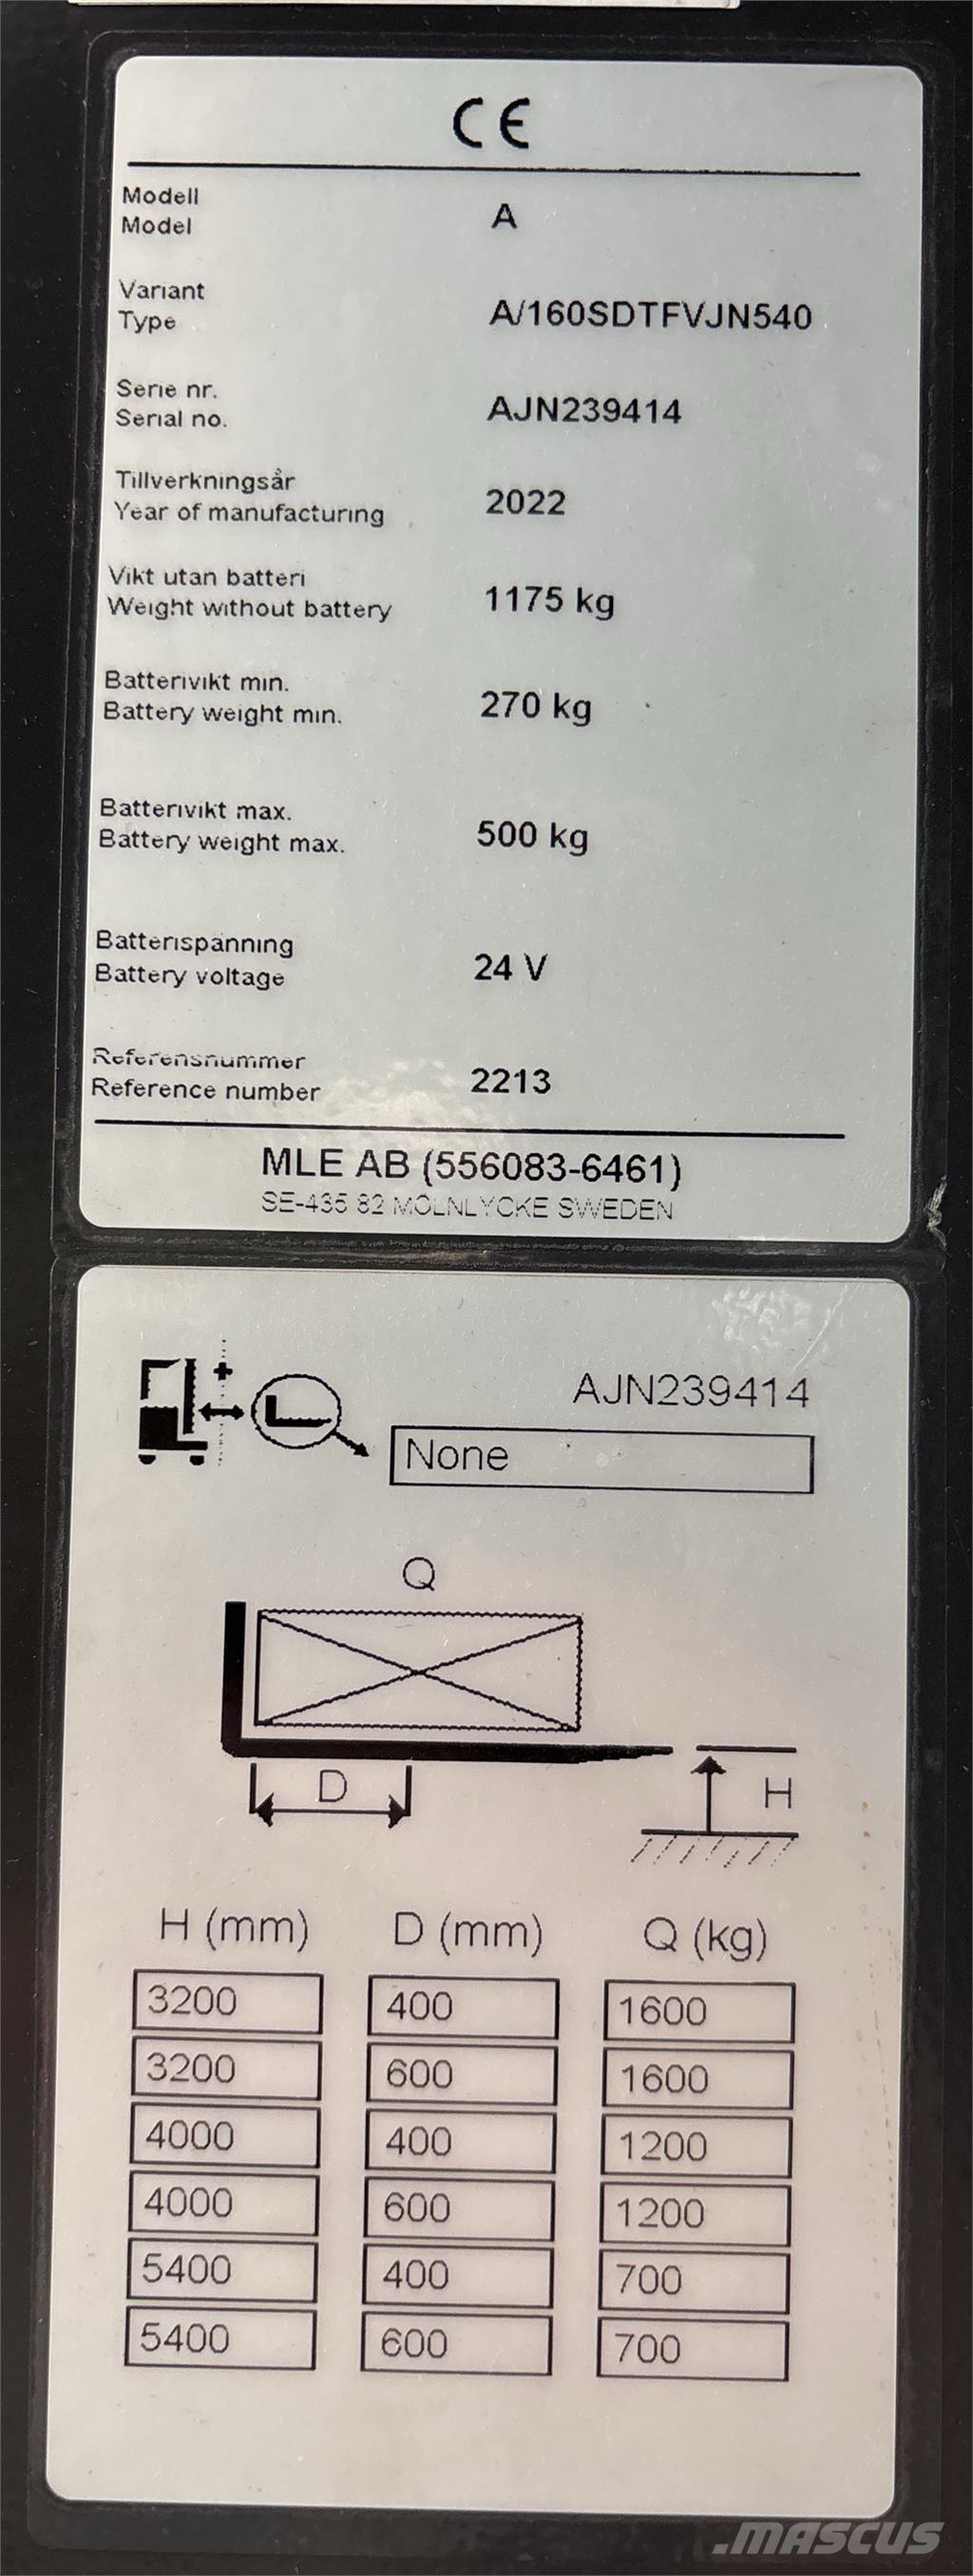 CE
Modell
Model
A
Variant
Type
A/160SDTFVJN540
Serie nr.
Serial no.
AJN239414
Tillverkningsår
Year of manufacturing
2022
Vikt utan batteri
Weight without battery
1175 kg
Batterivikt min.
Battery weight min.
270 kg
Batterivikt max.
Battery weight max.
500 kg
Batterispänning
Battery voltage
24 V
Referensnummer
Reference number
2213
MLE AB (556083-6461)
SE-435 82 MÖLNLYCKE SWEDEN
AJN239414
None
Q
D
H
H (mm) D (mm) Q (kg)
3200 400 1600
3200 600 1600
4000 400 1200
4000 600 1200
5400 400 700
5400 600 700
.MASCUS